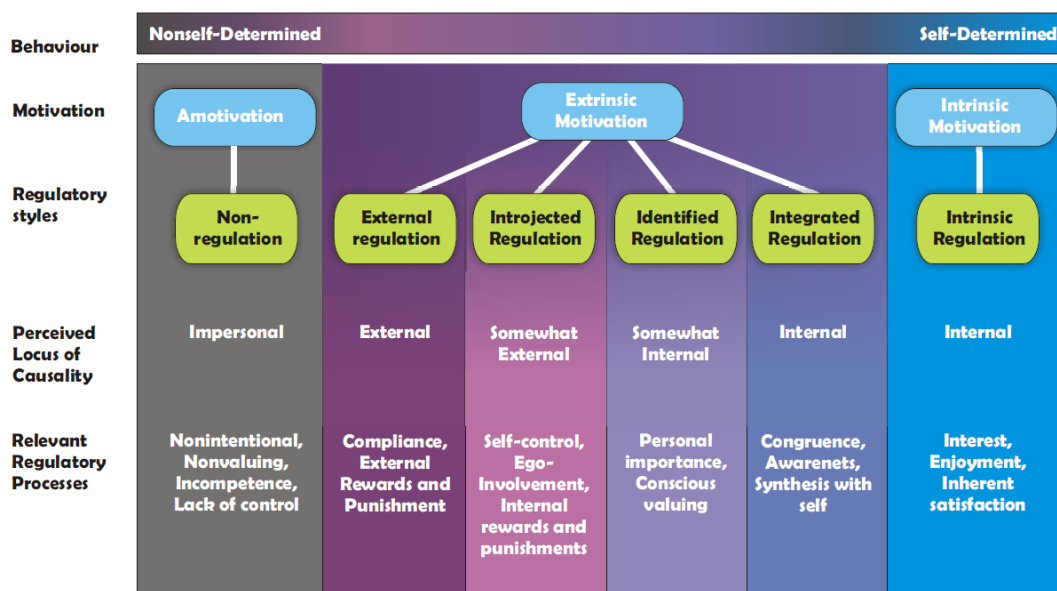 Behaviour
Nonself-Determined
Self-Determined
Motivation
Amotivation
Extrinsic
Motivation
Intrinsic
Motivation
Regulatory
styles
Non-
regulation
External
regulation
Introjected
Regulation
Identified
Regulation
Integrated
Regulation
Intrinsic
Regulation
Perceived
Locus of
Causality
Impersonal
External
Somewhat
External
Somewhat
Internal
Internal
Internal
Relevant
Regulatory
Processes
Nonintentional,
Nonvaluing,
Incompetence,
Lack of control
Compliance,
External
Rewards and
Punishment
Self-control,
Ego-
Involvement,
Internal
rewards and
punishments
Personal
importance,
Conscious
valuing
Congruence,
Awarenets,
Synthesis with
self
Interest,
Enjoyment,
Inherent
satisfaction